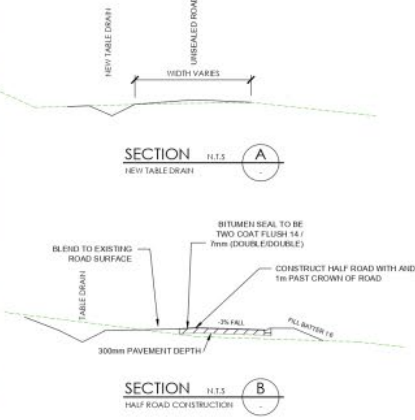 NEW TABLE DRAIN
UNSEALED ROAD
WIDTH VARIES
SECTION N.T.S A
NEW TABLE DRAIN -
BITUMEN SEAL TO BE
TWO COAT FLUSH 14 /
7mm (DOUBLE/DOUBLE)
BLEND TO EXISTING
ROAD SURFACE
CONSTRUCT HALF ROAD WITH AND
1m PAST CROWN OF ROAD
TABLE DRAIN
-3% FALL
FILL BATTER 1:6
300mm PAVEMENT DEPTH
SECTION N.T.S B
HALF ROAD CONSTRUCTION -